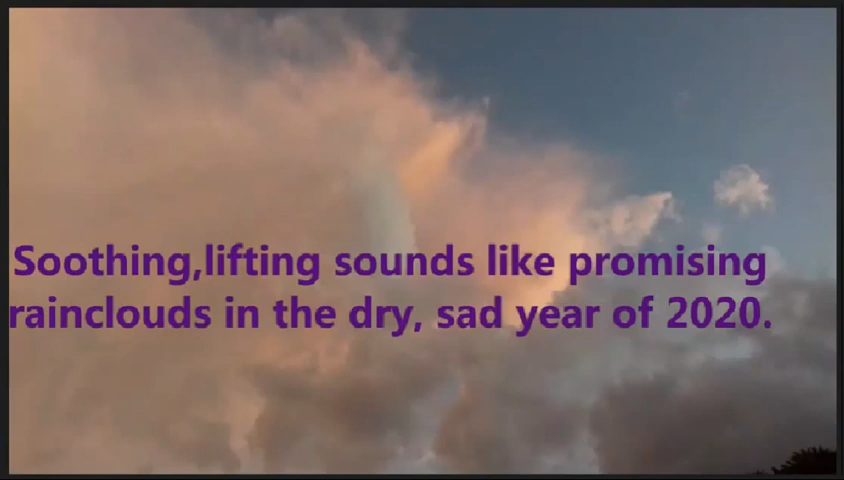 Soothing,lifting sounds like promising
rainclouds in the dry, sad year of 2020.